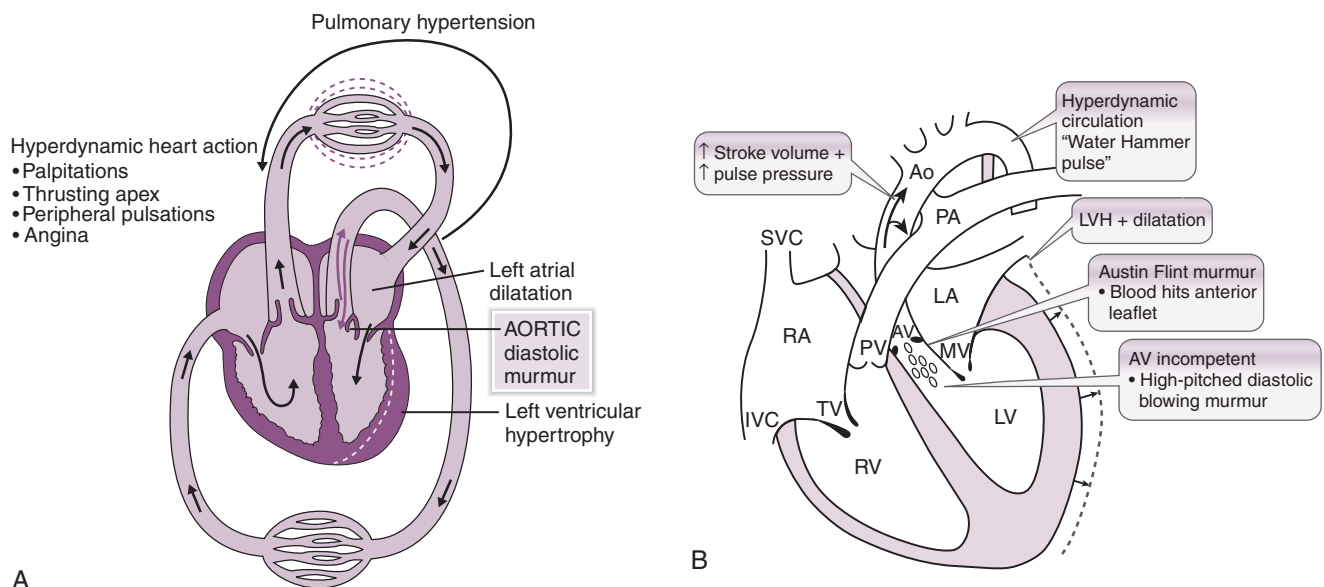 Pulmonary hypertension
Hyperdynamic heart action
• Palpitations
• Thrusting apex
• Peripheral pulsations
• Angina
Left atrial
dilatation
AORTIC
diastolic
murmur
Left ventricular
hypertrophy
A
↑ Stroke volume +
↑ pulse pressure
Hyperdynamic
circulation
“Water Hammer
pulse”
Ao
PA
SVC
LVH + dilatation
LA
Austin Flint murmur
• Blood hits anterior
leaflet
RA
PV
AV
MV
AV incompetent
• High-pitched diastolic
blowing murmur
TV
LV
IVC
RV
B